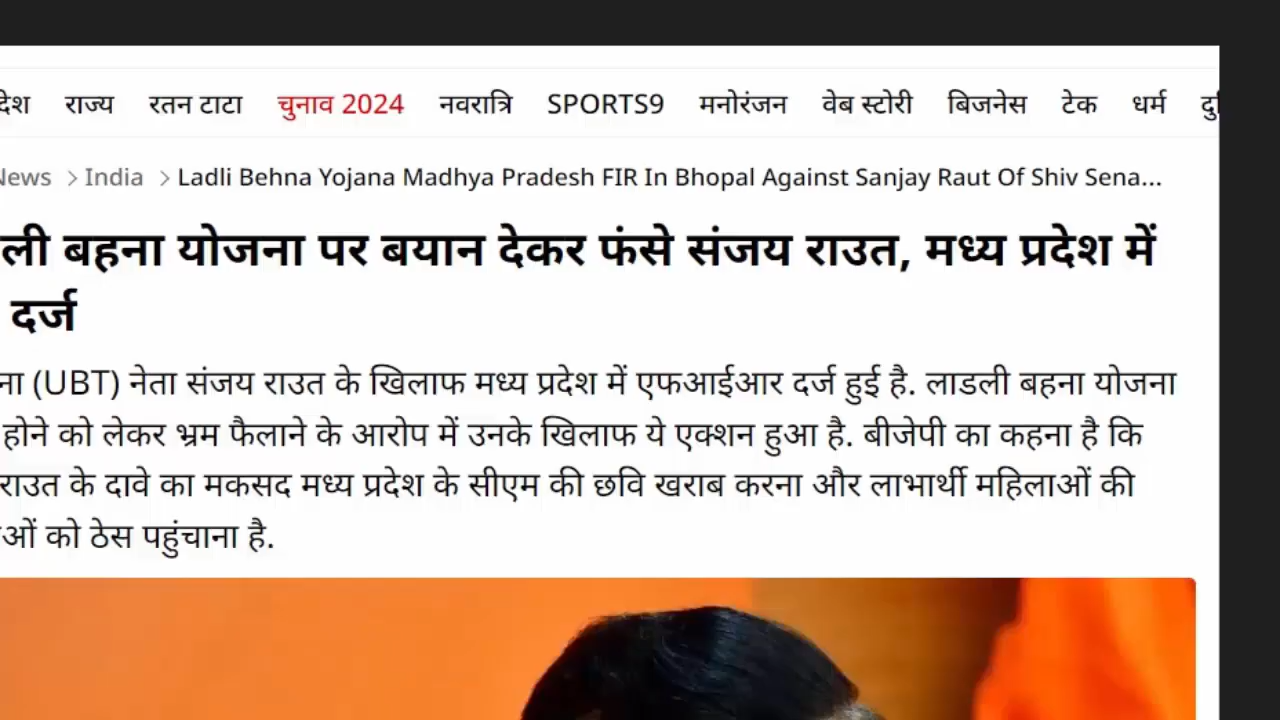 देश राज्य रतन टाटा चुनाव 2024 नवरात्रि SPORTS9 मनोरंजन वेब स्टोरी बिजनेस टेक धर्म
News > India > Ladli Behna Yojana Madhya Pradesh FIR In Bhopal Against Sanjay Raut Of Shiv Sena...
ली बहना योजना पर बयान देकर फंसे संजय राउत, मध्य प्रदेश में
दर्ज
ना (UBT) नेता संजय राउत के खिलाफ मध्य प्रदेश में एफआईआर दर्ज हुई है. लाडली बहना योजना
होने को लेकर भ्रम फैलाने के आरोप में उनके खिलाफ ये एक्शन हुआ है. बीजेपी का कहना है कि
राउत के दावे का मकसद मध्य प्रदेश के सीएम की छवि खराब करना और लाभार्थी महिलाओं की
ओं को ठेस पहुंचाना है.